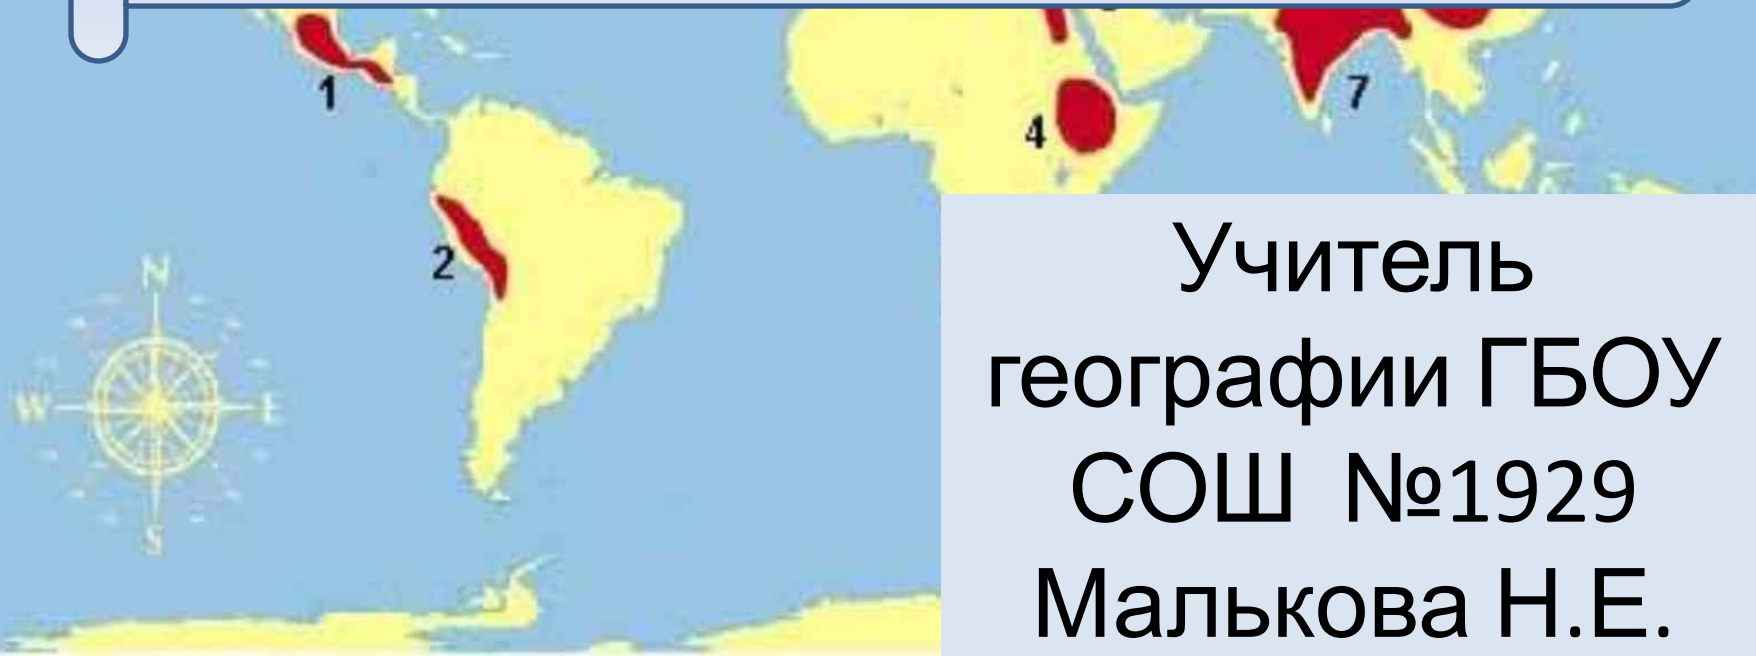 1
7
4
2
N
W E
S
Учитель
географии ГБОУ
СОШ №1929
Малькова Н.Е.